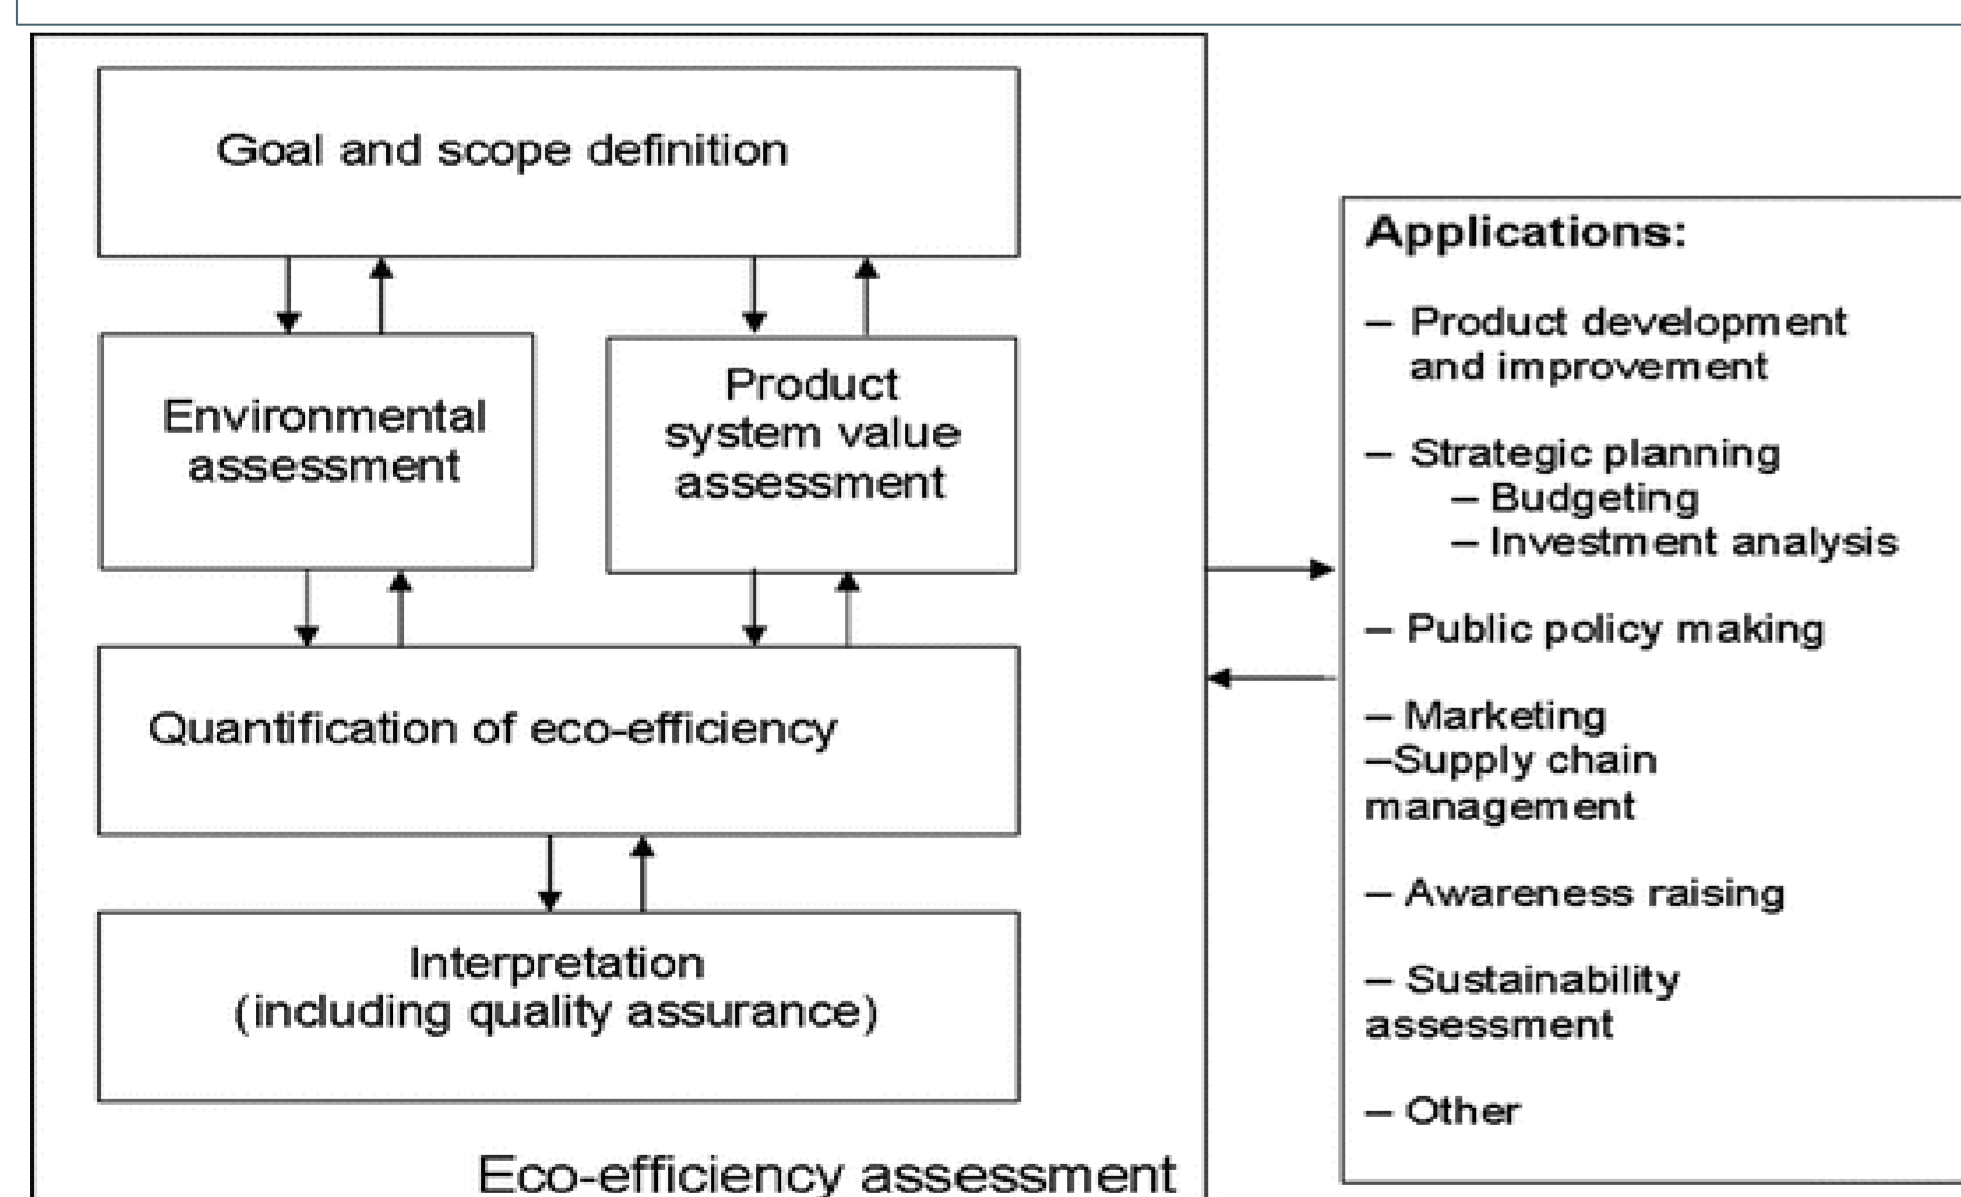 Goal and scope definition
Environmental
assessment
Product
system value
assessment
Quantification of eco-efficiency
Interpretation
(including quality assurance)
Eco-efficiency assessment
Applications:
– Product development
and improvement
– Strategic planning
– Budgeting
– Investment analysis
– Public policy making
– Marketing
–Supply chain
management
– Awareness raising
– Sustainability
assessment
– Other